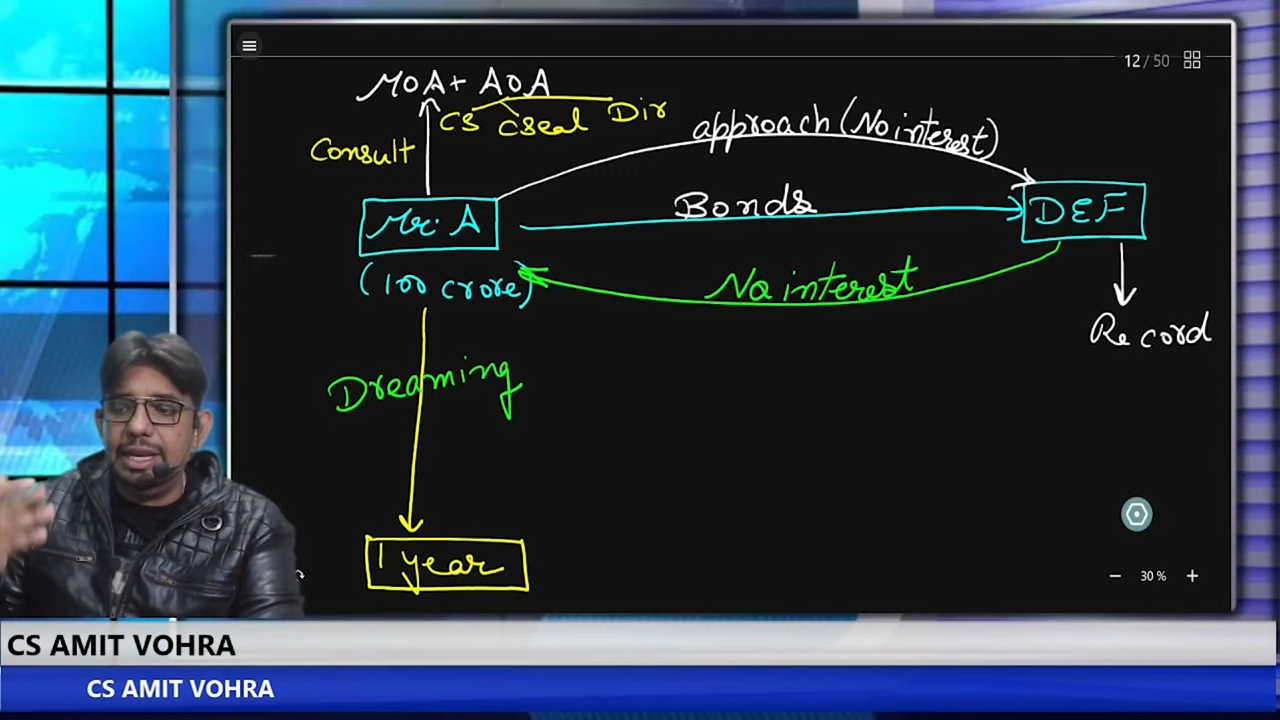 12/50
MOA+ AOA
CS CSeal Dir
Consult
approach (No interest)
Mr. A
Bonds
DEF
(100 crore)
No interest
Record
Dreaming
1 year
30 %
CS AMIT VOHRA
CS AMIT VOHRA